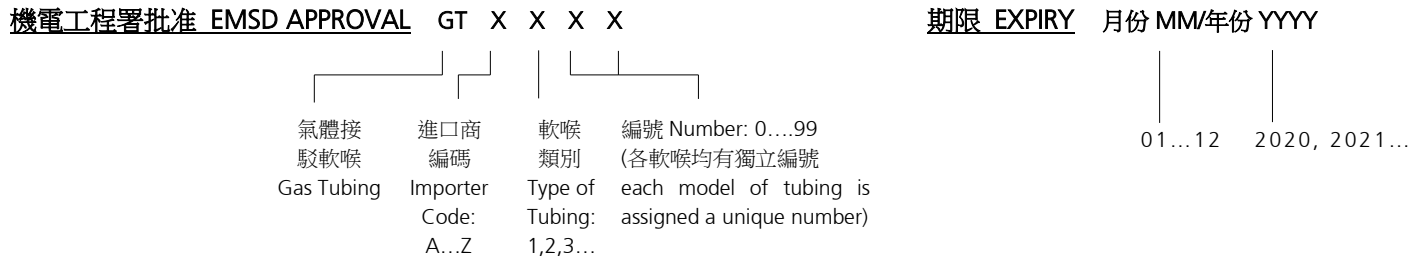 機電工程署批准 EMSD APPROVAL GT X X X X
期限 EXPIRY 月份 MM/年份 YYYY
氣體接
駁軟喉
Gas Tubing
進口商
編碼
Importer
Code:
A…Z
軟喉
類別
Type of
Tubing:
1,2,3…
編號 Number: 0….99
(各軟喉均有獨立編號
each model of tubing is
assigned a unique number)
01…12 2020, 2021…